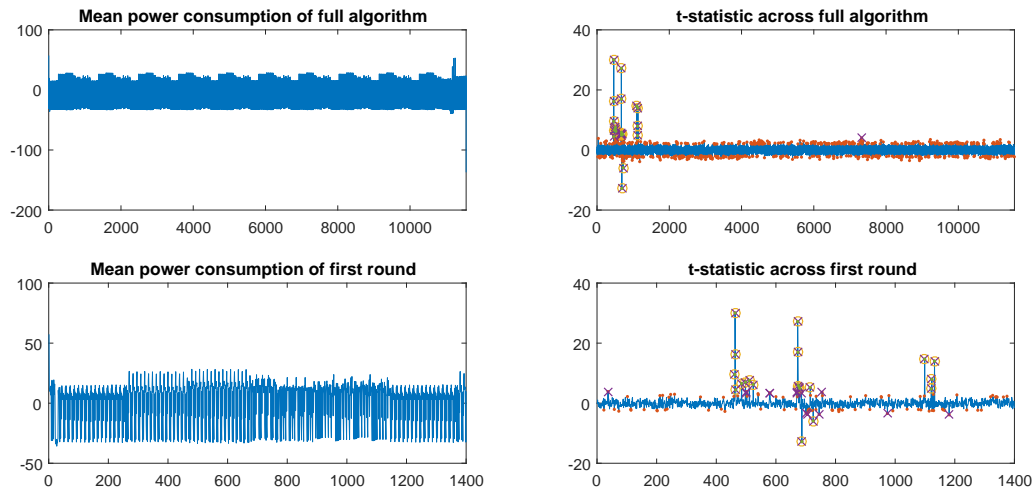 Mean power consumption of full algorithm
100
0
-100
-200
0 2000 4000 6000 8000 10000
t-statistic across full algorithm
40
20
0
-20
0 2000 4000 6000 8000 10000
Mean power consumption of first round
100
50
0
-50
0 200 400 600 800 1000 1200 1400
t-statistic across first round
40
20
0
-20
0 200 400 600 800 1000 1200 1400